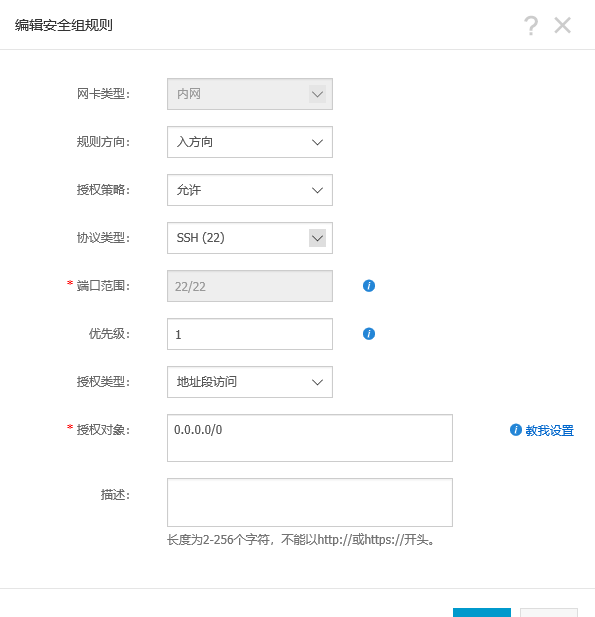 编辑安全组规则
网卡类型： 内网
规则方向： 入方向
授权策略： 允许
协议类型： SSH (22)
* 端口范围： 22/22
优先级： 1
授权类型： 地址段访问
* 授权对象： 0.0.0.0/0 教我设置
描述：
长度为2-256个字符，不能以http://或https://开头。